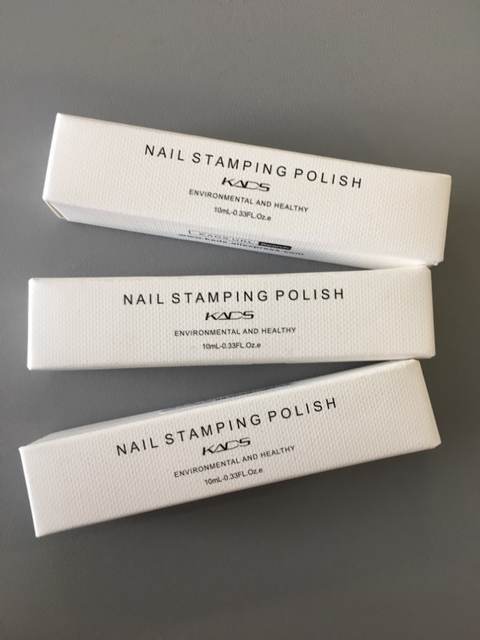 NAIL STAMPING POLISH
KADS
ENVIRONMENTAL AND HEALTHY
10mL-0.33FL.Oz.e
NAIL STAMPING POLISH
KADS
ENVIRONMENTAL AND HEALTHY
10mL-0.33FL.Oz.e
NAIL STAMPING POLISH
KADS
ENVIRONMENTAL AND HEALTHY
10mL-0.33FL.Oz.e